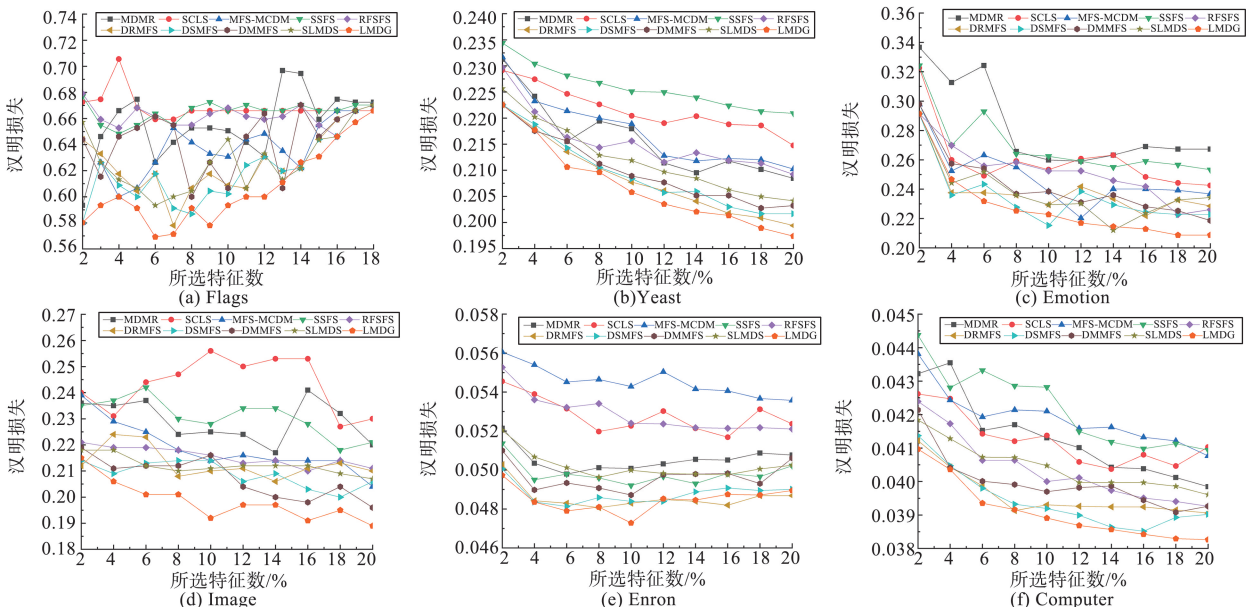 0.74
0.72
0.70
0.68
0.66
0.64
0.62
0.60
0.58
0.56
汉明损失
MDMR SCLS MFS-MCDM SSFS RFSFS
DRMFS DSMFS DMMFS SLMDS LMDG
2 4 6 8 10 12 14 16 18
所选特征数
(a) Flags
0.240
0.235
0.230
0.225
0.220
0.215
0.210
0.205
0.200
0.195
汉明损失
MDMR SCLS MFS-MCDM SSFS RFSFS
DRMFS DSMFS DMMFS SLMDS LMDG
2 4 6 8 10 12 14 16 18 20
所选特征数/%
(b)Yeast
0.36
0.34
0.32
0.30
0.28
0.26
0.24
0.22
0.20
汉明损失
MDMR SCLS MFS-MCDM SSFS RFSFS
DRMFS DSMFS DMMFS SLMDS LMDG
2 4 6 8 10 12 14 16 18 20
所选特征数/%
(c) Emotion
0.27
0.26
0.25
0.24
0.23
0.22
0.21
0.20
0.19
0.18
汉明损失
MDMR SCLS MFS-MCDM SSFS RFSFS
DRMFS DSMFS DMMFS SLMDS LMDG
2 4 6 8 10 12 14 16 18 20
所选特征数/%
(d) Image
0.058
0.056
0.054
0.052
0.050
0.048
0.046
汉明损失
MDMR SCLS MFS-MCDM SSFS RFSFS
DRMFS DSMFS DMMFS SLMDS LMDG
2 4 6 8 10 12 14 16 18 20
所选特征数/%
(e) Enron
0.045
0.044
0.043
0.042
0.041
0.040
0.039
0.038
汉明损失
MDMR SCLS MFS-MCDM SSFS RFSFS
DRMFS DSMFS DMMFS SLMDS LMDG
2 4 6 8 10 12 14 16 18 20
所选特征数/%
(f) Computer